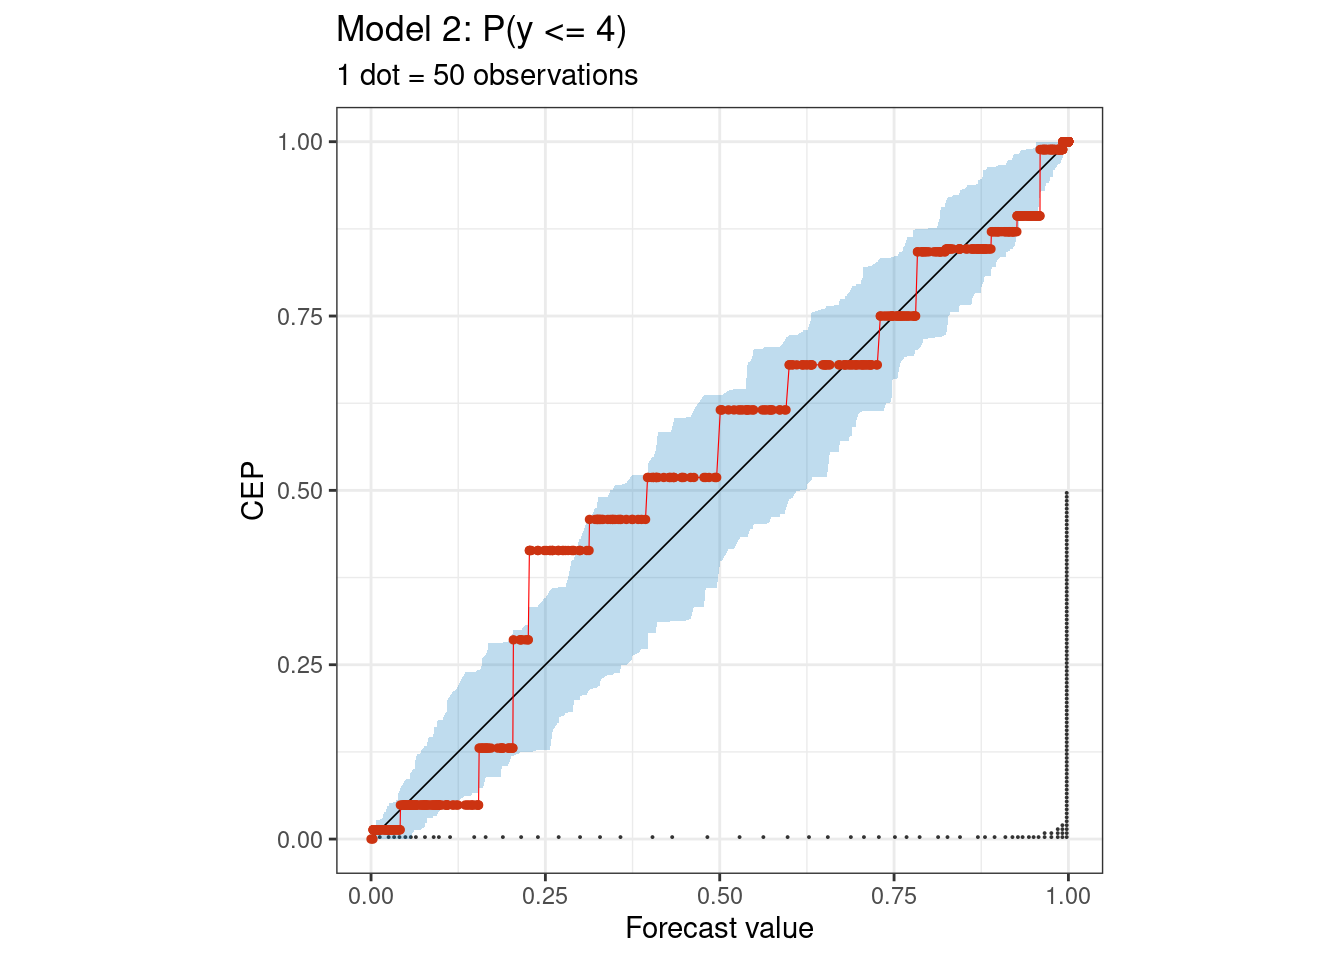 Model 2: P(y <= 4)
1 dot = 50 observations
1.00
0.75
0.50
0.25
0.00
CEP
0.00 0.25 0.50 0.75 1.00
Forecast value